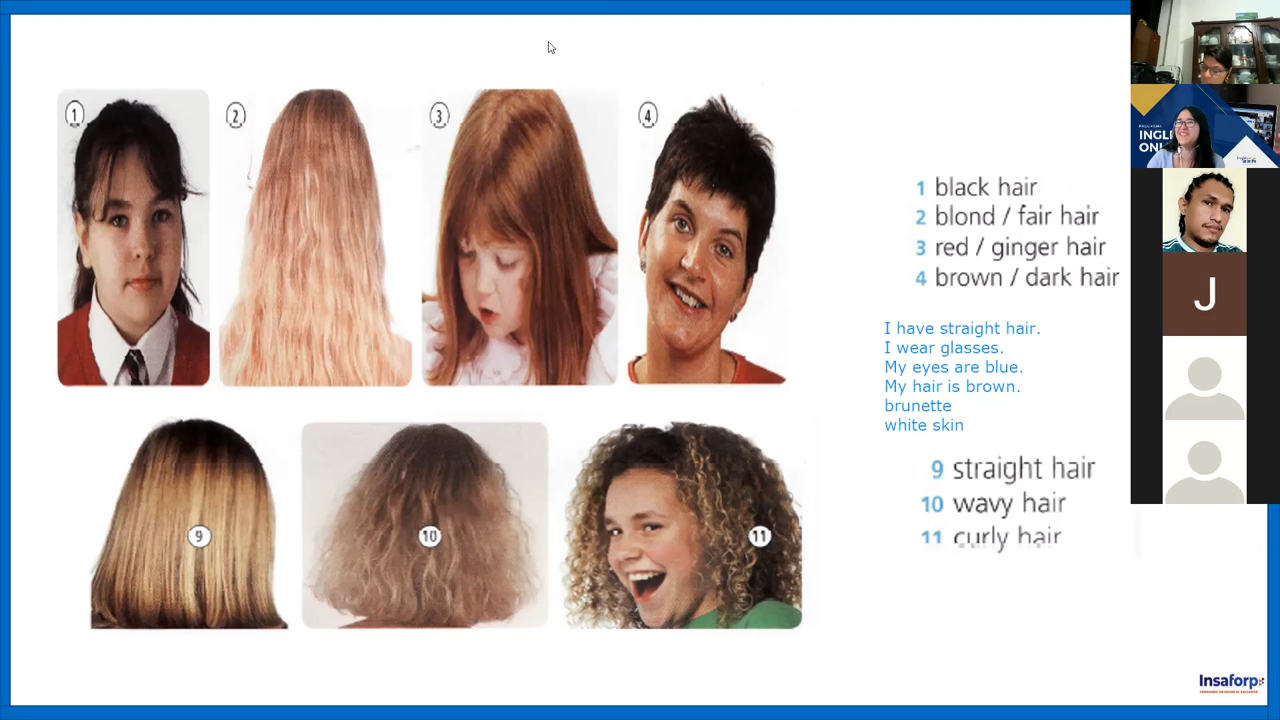 1
2
3
4
1 black hair
2 blond / fair hair
3 red / ginger hair
4 brown / dark hair
I have straight hair.
I wear glasses.
My eyes are blue.
My hair is brown.
brunette
white skin
9
10
11
9 straight hair
10 wavy hair
11 curly hair
J
Insaforp